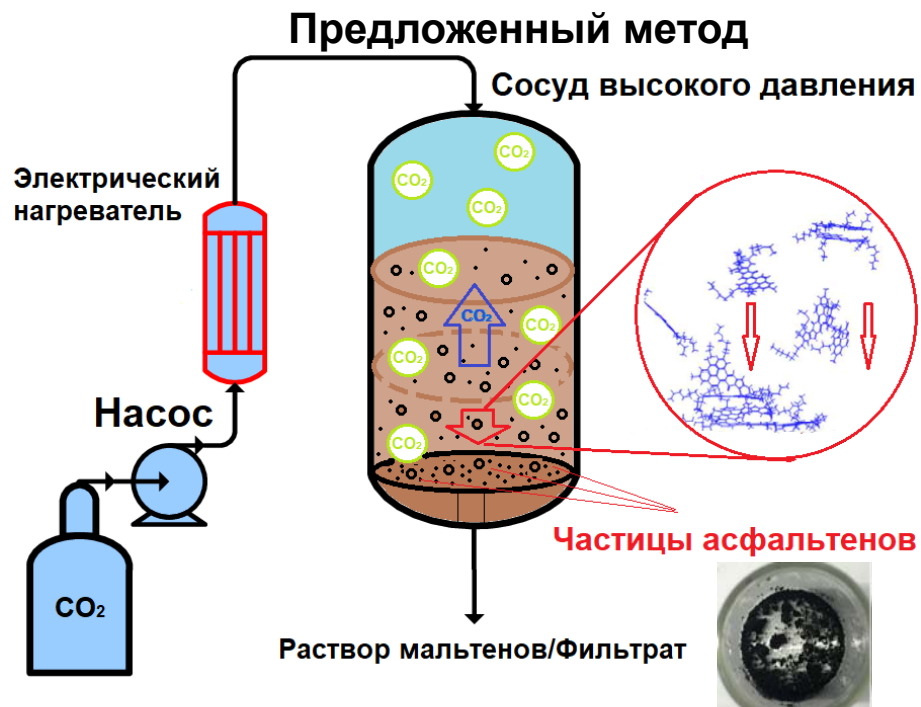 Предложенный метод
Сосуд высокого давления
Электрический
нагреватель
Насос
CO₂
CO₂
CO₂
CO₂
CO₂
CO₂
CO₂
CO₂
CO₂
CO₂
CO₂
Частицы асфальтенов
Раствор мальтенов/Фильтрат